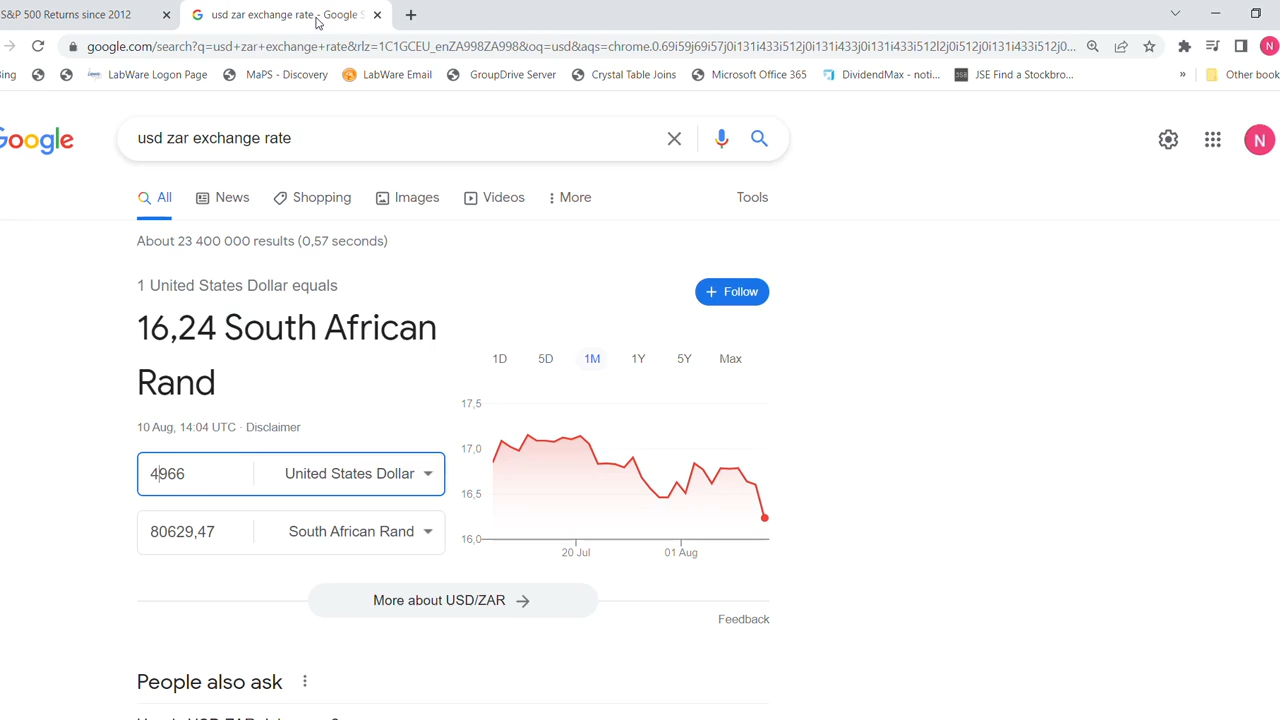 S&P 500 Returns since 2012
usd zar exchange rate - Google S
google.com/search?q=usd+zar+exchange+rate&rlz=1C1GCEU_enZA998ZA998&oq=usd&aqs=chrome.0.69i59j69i57j0i131i433i512j0i131i433j0i131i433i512l2j0i512j0i131i433i512j0...
N
ing
LabWare Logon Page
MaPS - Discovery
LabWare Email
GroupDrive Server
Crystal Table Joins
Microsoft Office 365
DividendMax - noti...
JSE
JSE Find a Stockbro...
»
Other book
Google
usd zar exchange rate
N
All
News
Shopping
Images
Videos
More
Tools
About 23 400 000 results (0,57 seconds)
1 United States Dollar equals
+ Follow
16,24 South African
Rand
10 Aug, 14:04 UTC · Disclaimer
4966 United States Dollar
80629,47 South African Rand
1D 5D 1M 1Y 5Y Max
17,5
17,0
16,5
16,0
20 Jul 01 Aug
More about USD/ZAR →
Feedback
People also ask